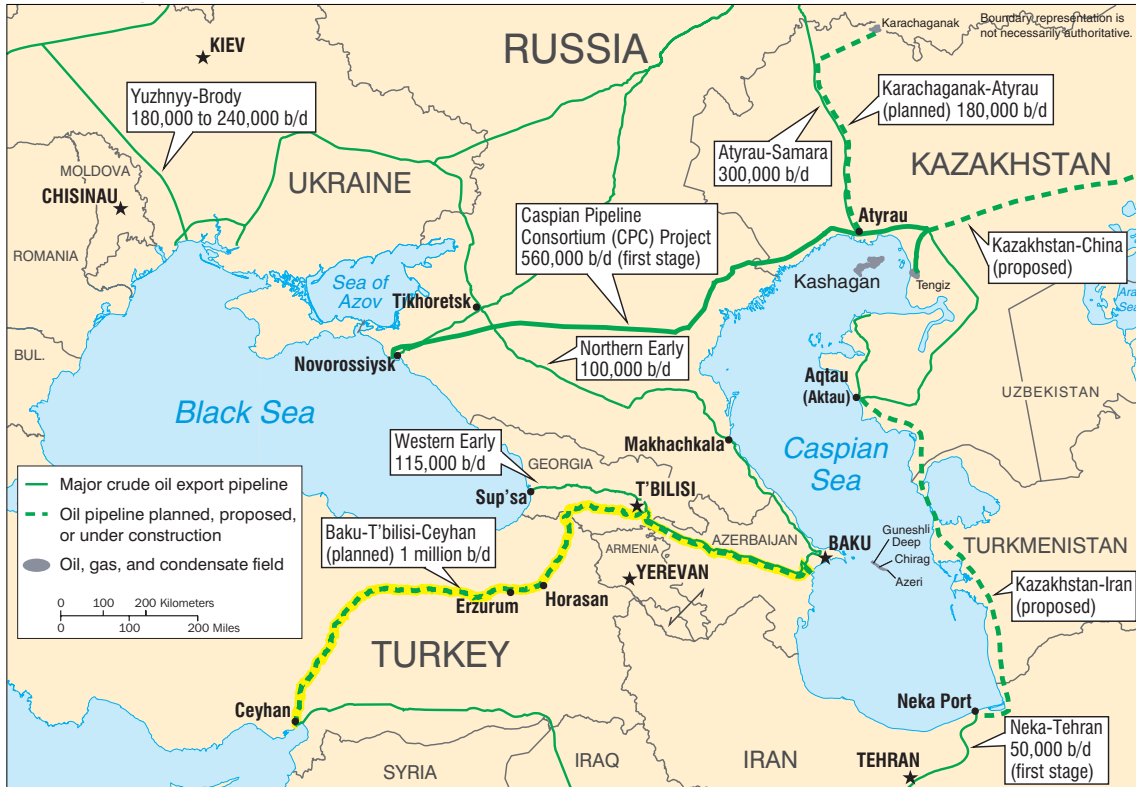 RUSSIA
Karachaganak
Boundary representation is
not necessarily authoritative.
KIEV
Yuzhnyy-Brody
180,000 to 240,000 b/d
Karachaganak-Atyrau
(planned) 180,000 b/d
Atyrau-Samara
300,000 b/d
KAZAKHSTAN
MOLDOVA
CHISINAU
UKRAINE
ROMANIA
Caspian Pipeline
Consortium (CPC) Project
560,000 b/d (first stage)
Atyrau
Kazakhstan-China
(proposed)
Kashagan
Tengiz
Sea of
Azov
Tikhoretsk
Aral
Sea
BUL.
Novorossiysk
Northern Early
100,000 b/d
Aqtau
(Aktau)
UZBEKISTAN
Black Sea
Makhachkala
Caspian
Sea
Western Early
115,000 b/d
GEORGIA
T'BILISI
Sup'sa
Major crude oil export pipeline
Oil pipeline planned, proposed,
or under construction
Oil, gas, and condensate field
0 100 200 Kilometers
0 100 200 Miles
Baku-T'bilisi-Ceyhan
(planned) 1 million b/d
ARMENIA
AZERBAIJAN
BAKU
Guneshli
Deep
Chirag
Azeri
TURKMENISTAN
YEREVAN
Kazakhstan-Iran
(proposed)
Erzurum
Horasan
TURKEY
Ceyhan
Neka Port
Neka-Tehran
50,000 b/d
(first stage)
SYRIA
IRAQ
IRAN
TEHRAN